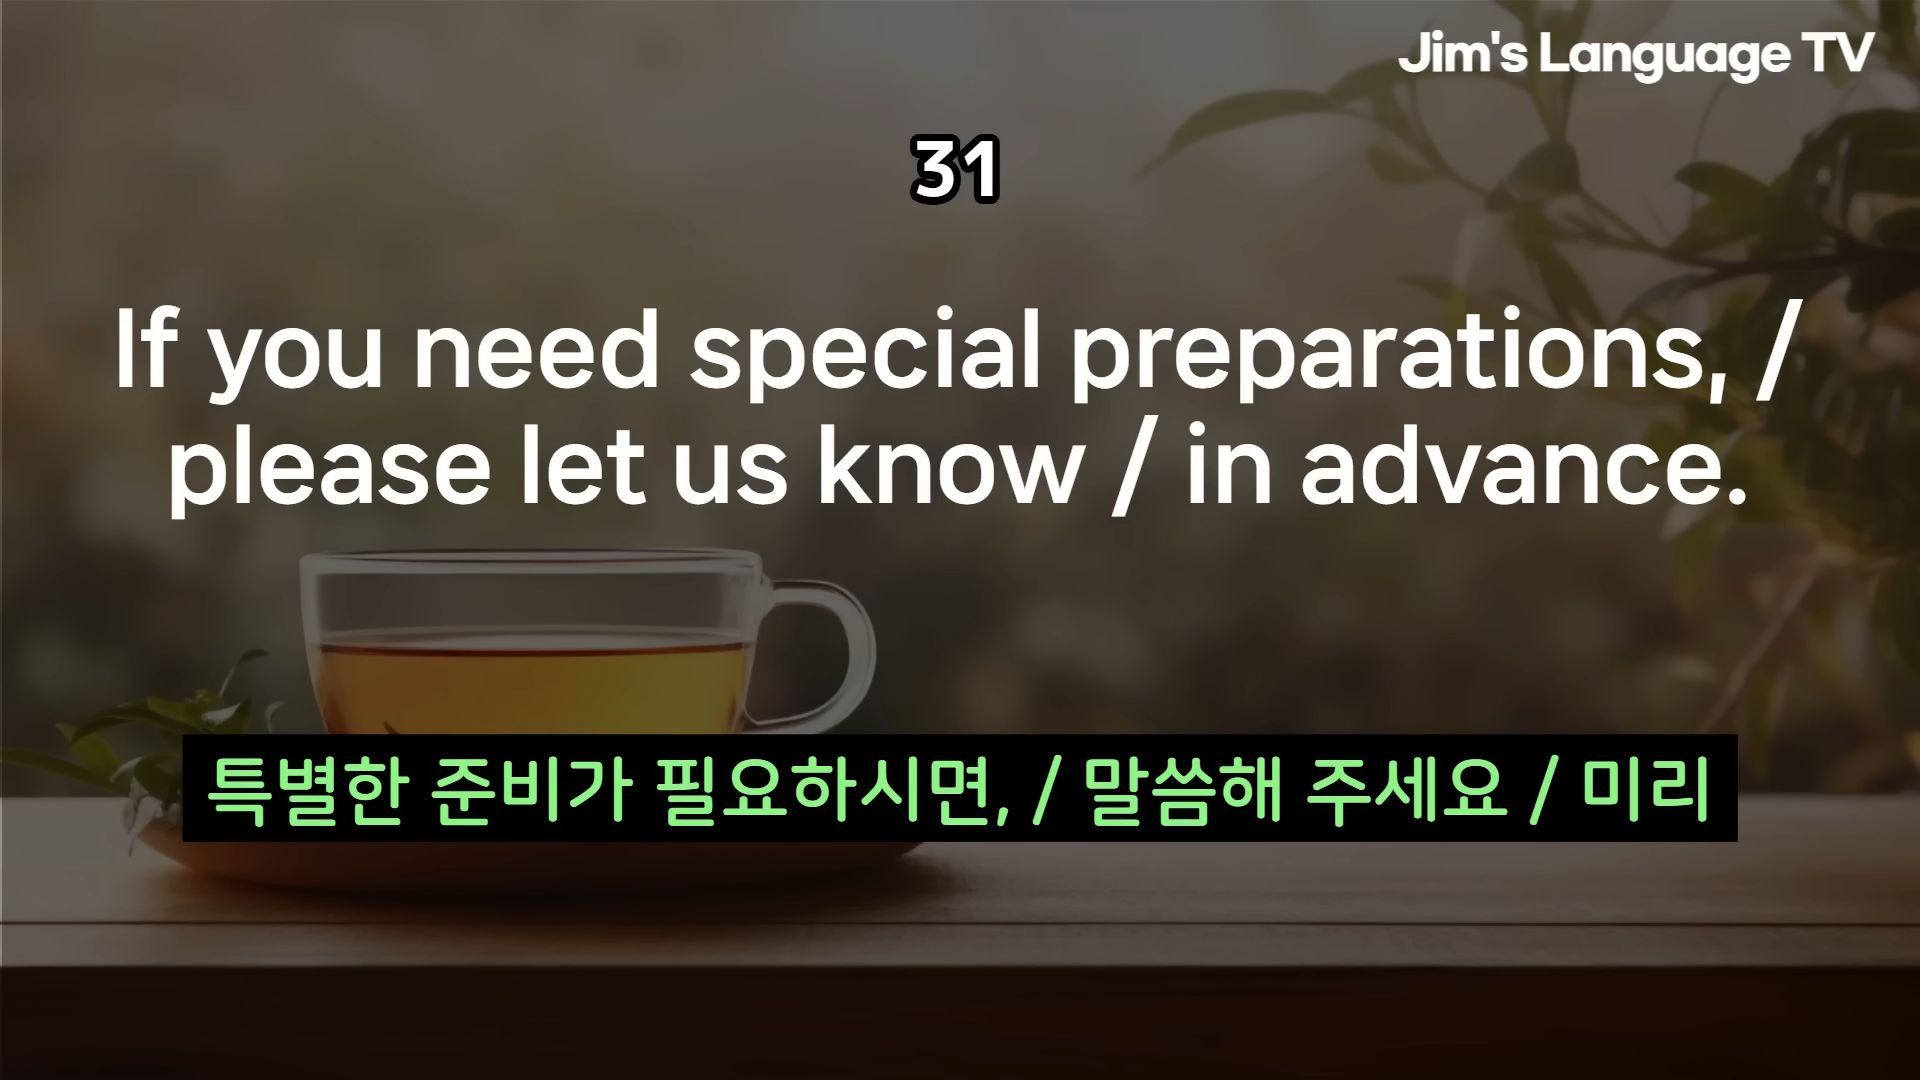 Jim's Language TV
31
If you need special preparations, /
please let us know / in advance.
특별한 준비가 필요하시면, / 말씀해 주세요 / 미리